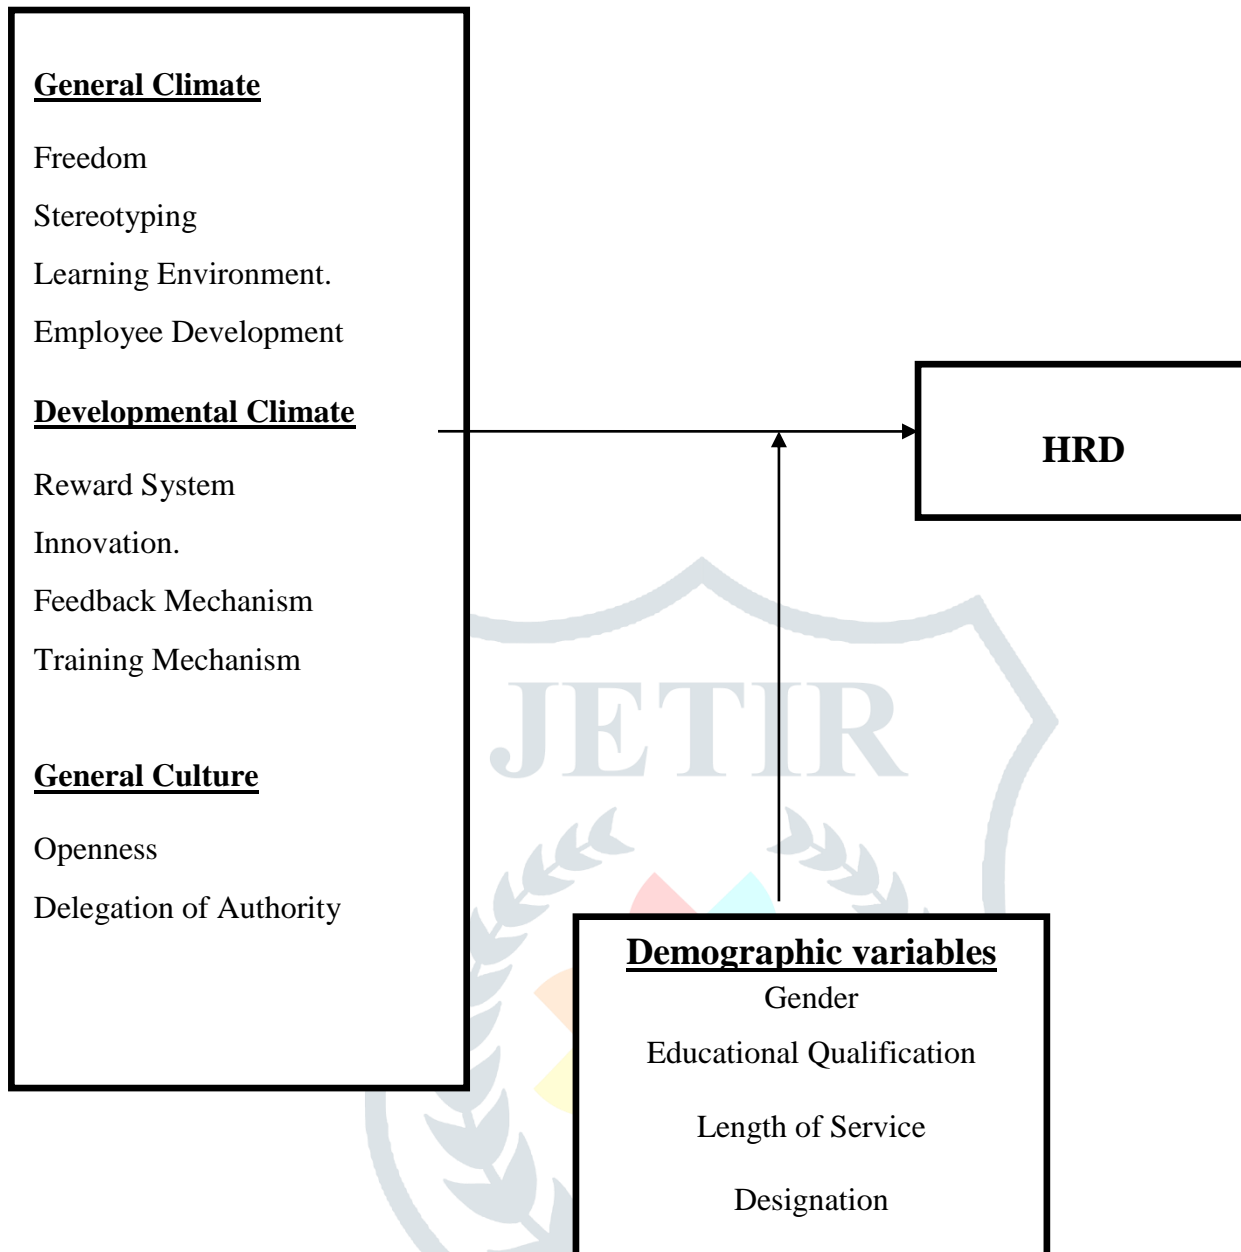 General Climate
Freedom
Stereotyping
Learning Environment.
Employee Development
Developmental Climate
Reward System
Innovation.
Feedback Mechanism
Training Mechanism
General Culture
Openness
Delegation of Authority
HRD
JETIR
Demographic variables
Gender
Educational Qualification
Length of Service
Designation